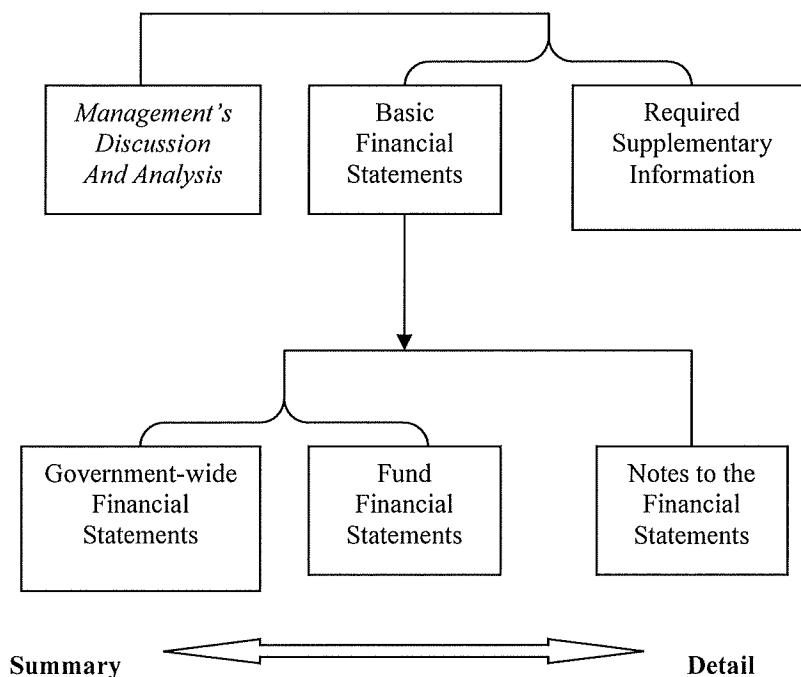 Management's
Discussion
And Analysis
Basic
Financial
Statements
Required
Supplementary
Information
Government-wide
Financial
Statements
Fund
Financial
Statements
Notes to the
Financial
Statements
Summary
Detail